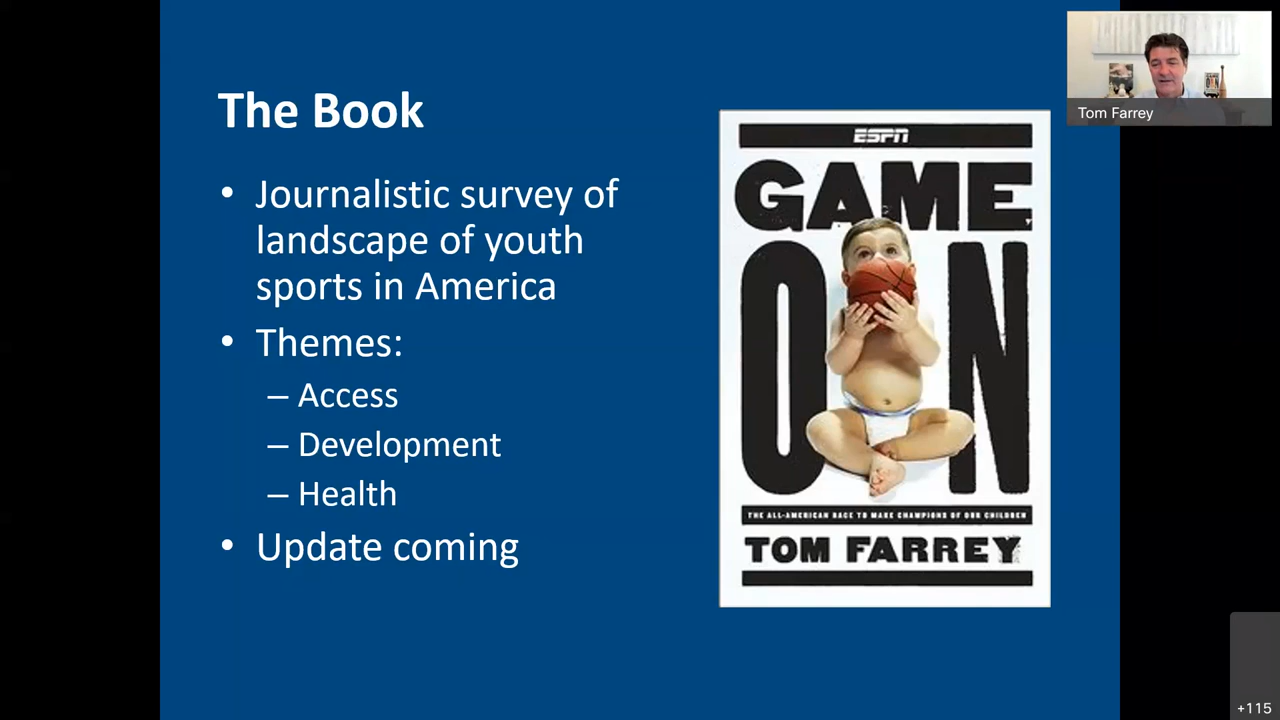 The Book
• Journalistic survey of
landscape of youth
sports in America
• Themes:
– Access
– Development
– Health
• Update coming
ESPN
GAME
ON
THE ALL-AMERICAN RACE TO MAKE CHAMPIONS OF OUR CHILDREN
TOM FARREY
Tom Farrey
+115